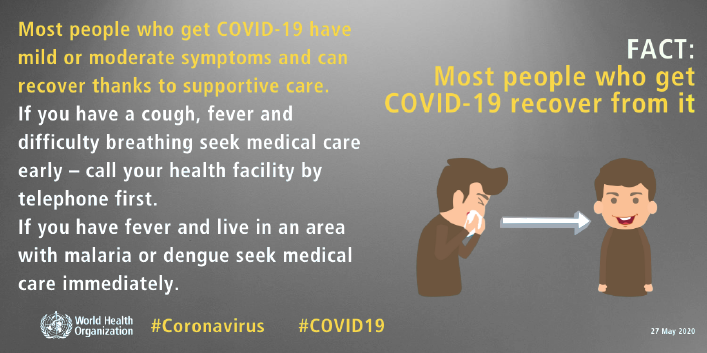 Most people who get COVID-19 have
mild or moderate symptoms and can
recover thanks to supportive care.
If you have a cough, fever and
difficulty breathing seek medical care
early – call your health facility by
telephone first.
If you have fever and live in an area
with malaria or dengue seek medical
care immediately.
FACT:
Most people who get
COVID-19 recover from it
World Health
Organization
#Coronavirus #COVID19
27 May 2020